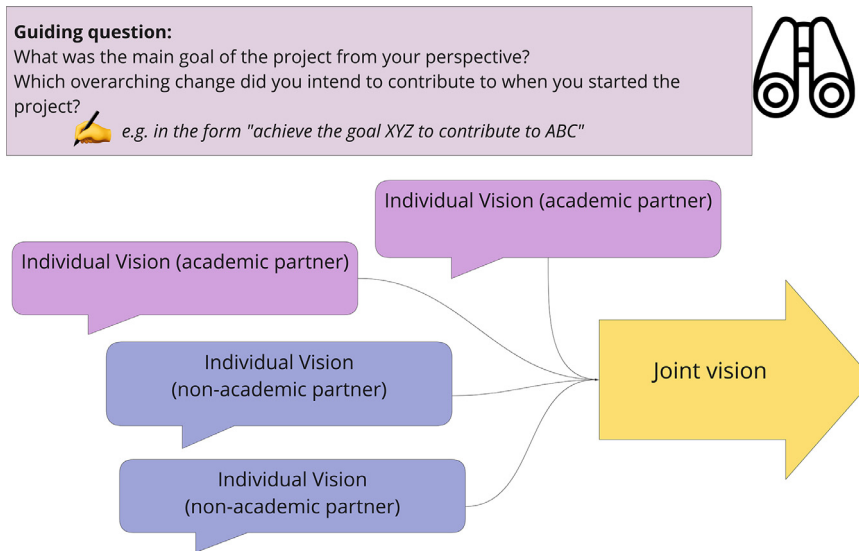 Guiding question:
What was the main goal of the project from your perspective?
Which overarching change did you intend to contribute to when you started the
project?
e.g. in the form "achieve the goal XYZ to contribute to ABC"
Individual Vision (academic partner)
Individual Vision (academic partner)
Individual Vision
(non-academic partner)
Joint vision
Individual Vision
(non-academic partner)